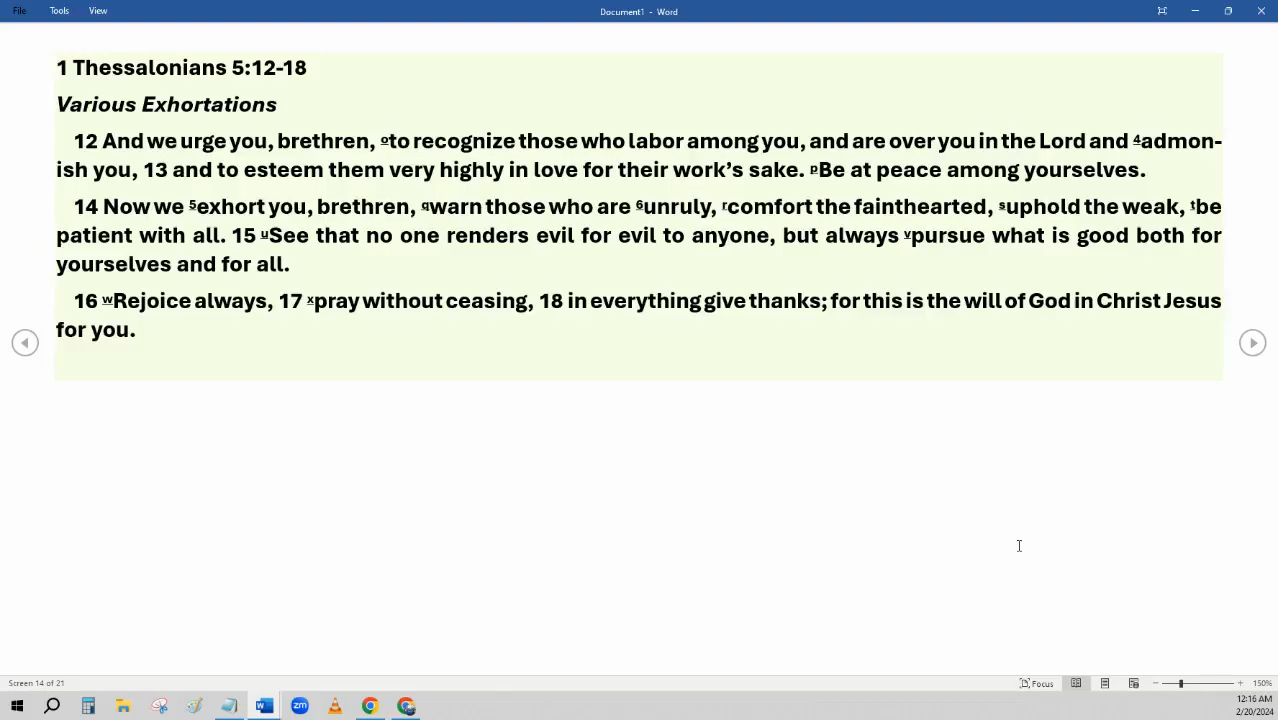 File Tools View Document1 - Word
1 Thessalonians 5:12-18
Various Exhortations
12 And we urge you, brethren, oto recognize those who labor among you, and are over you in the Lord and 4admon-
ish you, 13 and to esteem them very highly in love for their work’s sake. pBe at peace among yourselves.
14 Now we 5exhort you, brethren, qwarn those who are 6unruly, rcomfort the fainthearted, suphold the weak, tbe
patient with all. 15 uSee that no one renders evil for evil to anyone, but always vpursue what is good both for
yourselves and for all.
16 wRejoice always, 17 xpray without ceasing, 18 in everything give thanks; for this is the will of God in Christ Jesus
for you.
Screen 14 of 21 Focus 150%
zm
12:16 AM
2/20/2024